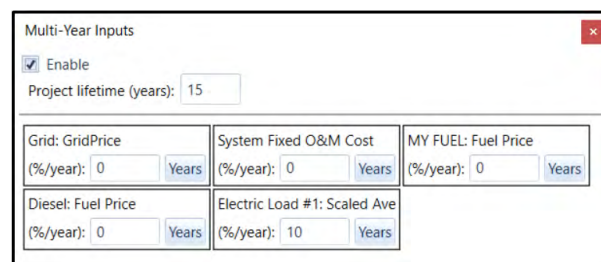 Multi-Year Inputs
Enable
Project lifetime (years): 15
Grid: GridPrice
(%/year): 0 Years
System Fixed O&M Cost
(%/year): 0 Years
MY FUEL: Fuel Price
(%/year): 0 Years
Diesel: Fuel Price
(%/year): 0 Years
Electric Load #1: Scaled Ave
(%/year): 10 Years